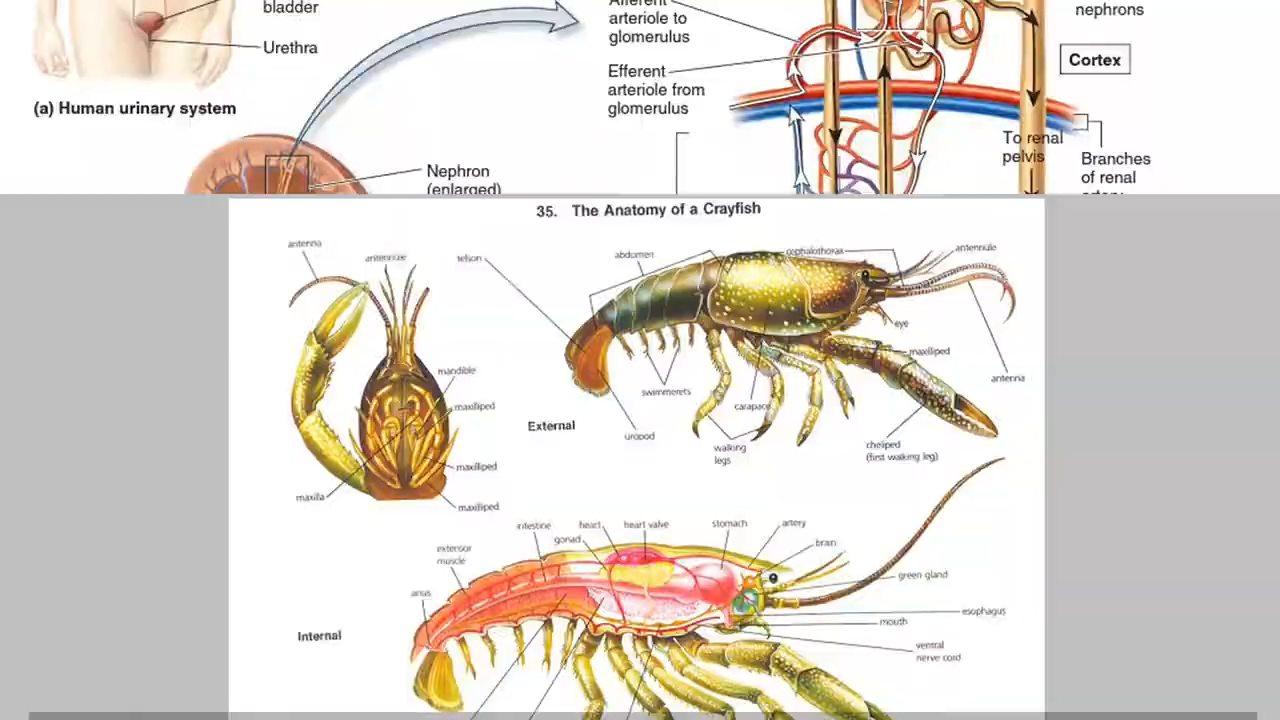 bladder
Urethra
(a) Human urinary system
Nephron
(enlarged)
Afferent
arteriole to
glomerulus
Efferent
arteriole from
glomerulus
nephrons
Cortex
To renal
pelvis
Branches
of renal
artery
35. The Anatomy of a Crayfish
antenna
antennule
telson
abdomen
cephalothorax
antennule
mandible
maxilliped
maxilliped
maxilliped
maxilla
External
swimmerets
uropod
carapace
walking
legs
eye
maxilliped
antenna
cheliped
(first walking leg)
intestine
heart
heart valve
stomach
artery
gonad
brain
extensor
muscle
green gland
anus
esophagus
mouth
Internal
ventral
nerve cord